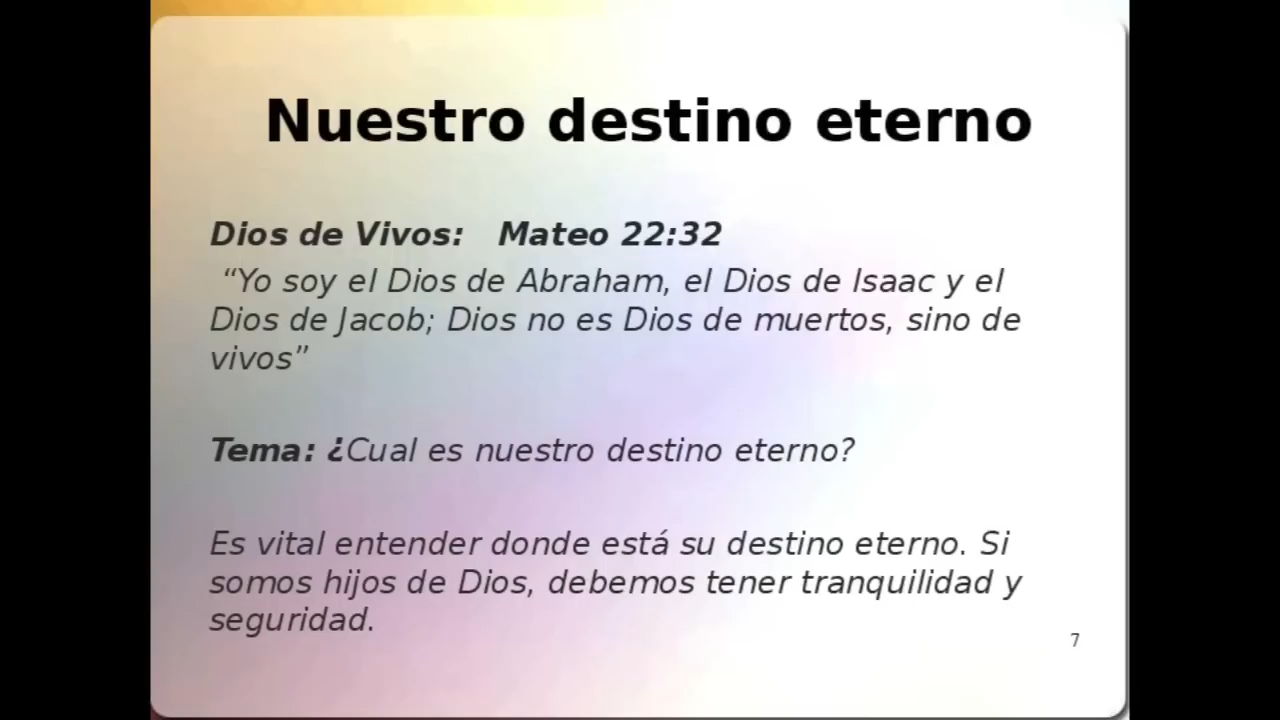 Nuestro destino eterno
Dios de Vivos:   Mateo 22:32
“Yo soy el Dios de Abraham, el Dios de Isaac y el
Dios de Jacob; Dios no es Dios de muertos, sino de
vivos”
Tema: ¿Cual es nuestro destino eterno?
Es vital entender donde está su destino eterno. Si
somos hijos de Dios, debemos tener tranquilidad y
seguridad.
7